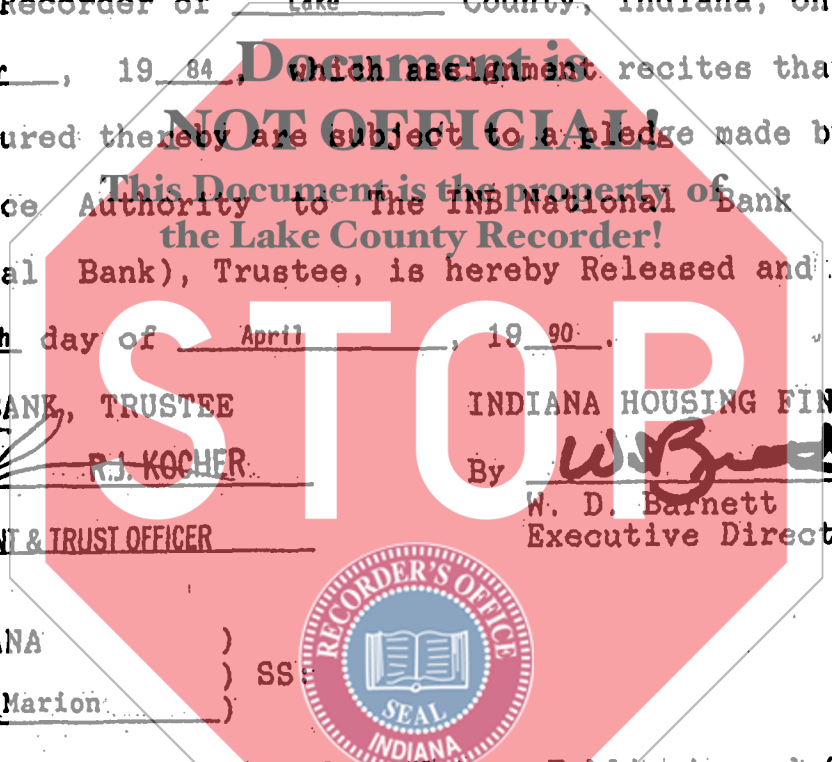 Recorder of Lake County, Indiana, on
r , 19 84 , which assignment recites tha
Document is
ured thereby are subject to a pledge made b
NOT OFFICIAL!
This Document is the property of
ce Authority to The INB National Bank
the Lake County Recorder!
al Bank), Trustee, is hereby Released and
h day of April , 19 90 .
STOP
ANK, TRUSTEE INDIANA HOUSING FIN
R.J. KOCHER By
W. D. Barnett
NT & TRUST OFFICER Executive Direct
RECORDER'S OFFICE
ANA )
) SS:
Marion )
SEAL
INDIANA